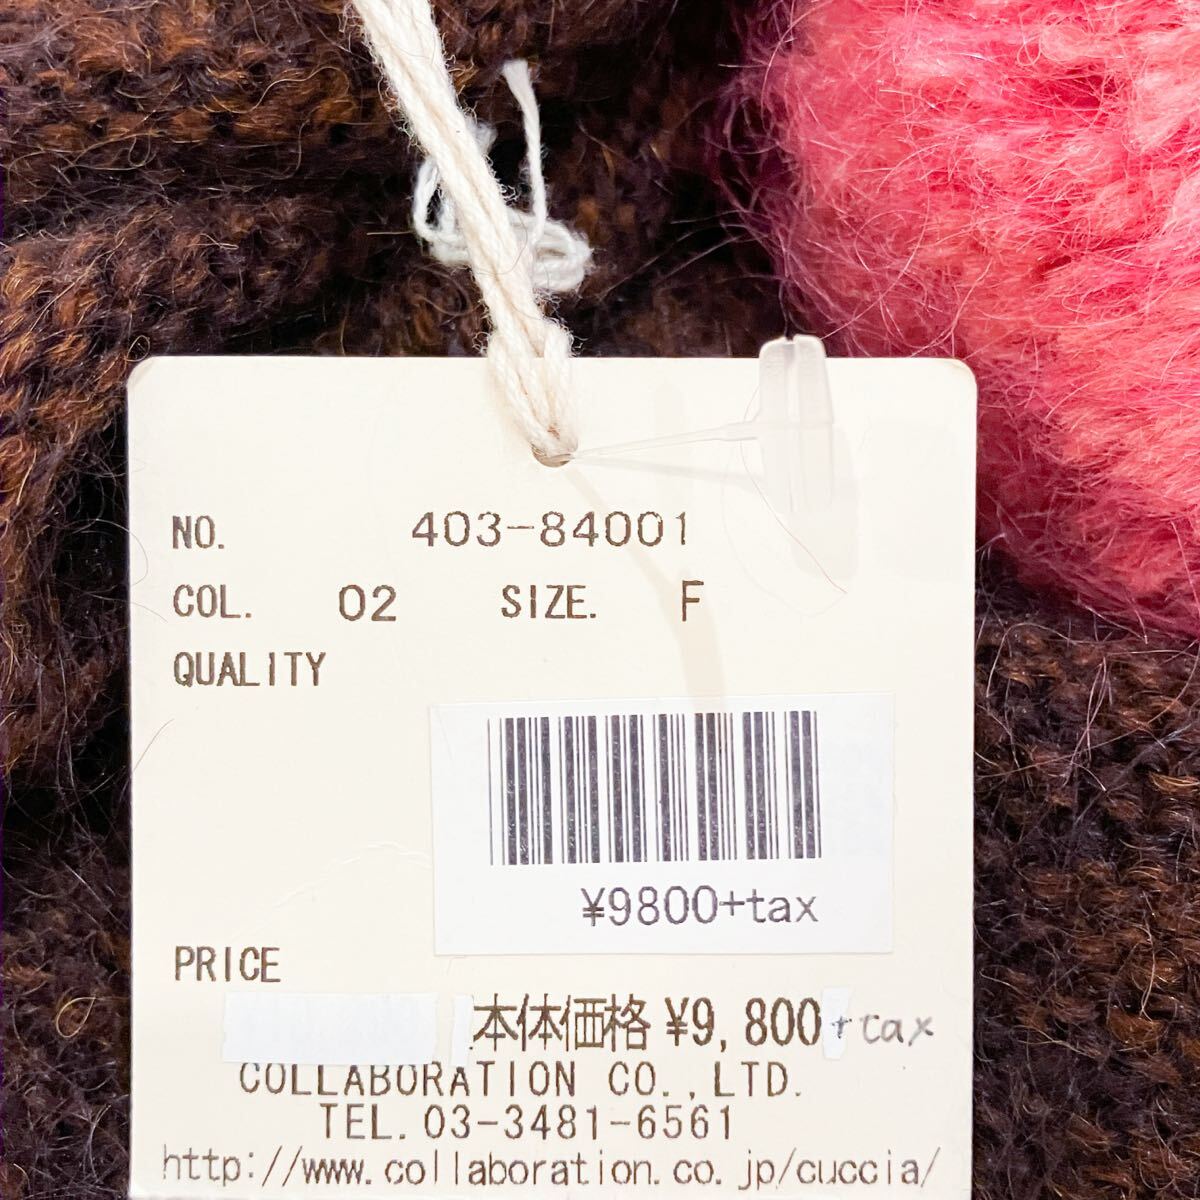 NO. 403-84001
COL. 02 SIZE. F
QUALITY
¥9800+tax
PRICE
本体価格 ¥9,800+tax
COLLABORATION CO.,LTD.
TEL.03-3481-6561
http://www.collaboration.co.jp/cuccia/